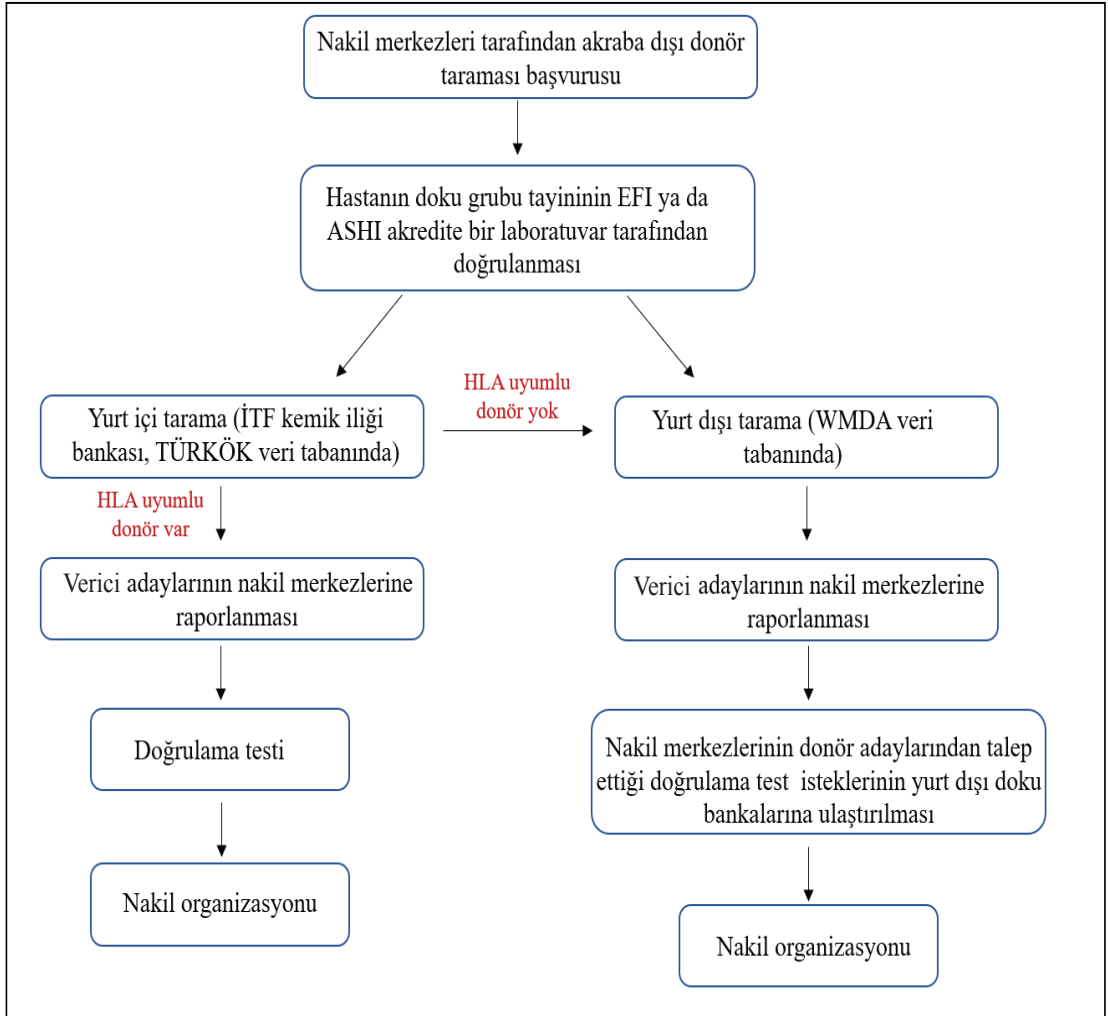 Nakil merkezleri tarafından akraba dışı donör
taraması başvurusu
Hastanın doku grubu tayininin EFI ya da
ASHI akredite bir laboratuvar tarafından
doğrulanması
HLA uyumlu
donör yok
Yurt içi tarama (İTF kemik iliği
bankası, TÜRKÖK veri tabanında)
Yurt dışı tarama (WMDA veri
tabanında)
HLA uyumlu
donör var
Verici adaylarının nakil merkezlerine
raporlanması
Verici adaylarının nakil merkezlerine
raporlanması
Doğrulama testi
Nakil merkezlerinin donör adaylarından talep
ettiği doğrulama test isteklerinin yurt dışı doku
bankalarına ulaştırılması
Nakil organizasyonu
Nakil organizasyonu